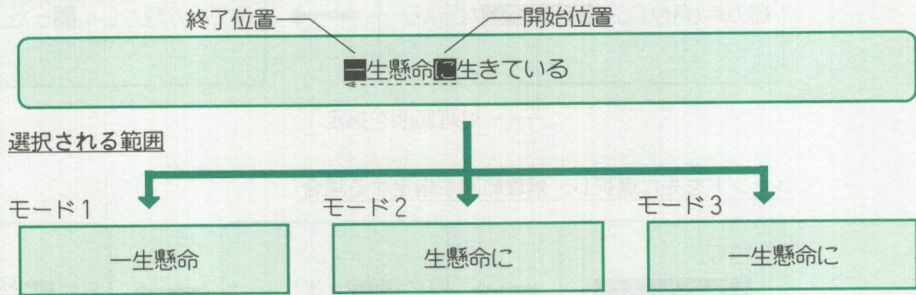 終了位置 開始位置
一生懸命に生きている
選択される範囲
モード1 モード2 モード3
一生懸命 生懸命に 一生懸命に